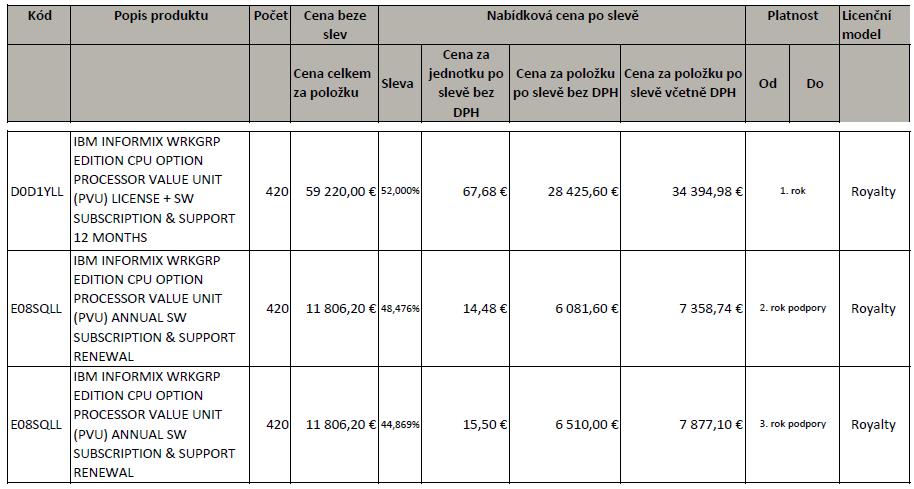 Kód Popis produktu Počet Cena beze slev Nabídková cena po slevě Platnost Licenční model
Cena celkem za položku Sleva Cena za jednotku po slevě bez DPH Cena za položku po slevě bez DPH Cena za položku po slevě včetně DPH Od Do
IBM INFORMIX WRKGRP
EDITION CPU OPTION
PROCESSOR VALUE UNIT
D0D1YLL (PVU) LICENSE + SW 420 59 220,00 € 52,000% 67,68 € 28 425,60 € 34 394,98 € 1. rok Royalty
SUBSCRIPTION & SUPPORT
12 MONTHS
IBM INFORMIX WRKGRP
EDITION CPU OPTION
PROCESSOR VALUE UNIT
E08SQLL (PVU) ANNUAL SW 420 11 806,20 € 48,476% 14,48 € 6 081,60 € 7 358,74 € 2. rok podpory Royalty
SUBSCRIPTION & SUPPORT
RENEWAL
IBM INFORMIX WRKGRP
EDITION CPU OPTION
PROCESSOR VALUE UNIT
E08SQLL (PVU) ANNUAL SW 420 11 806,20 € 44,869% 15,50 € 6 510,00 € 7 877,10 € 3. rok podpory Royalty
SUBSCRIPTION & SUPPORT
RENEWAL